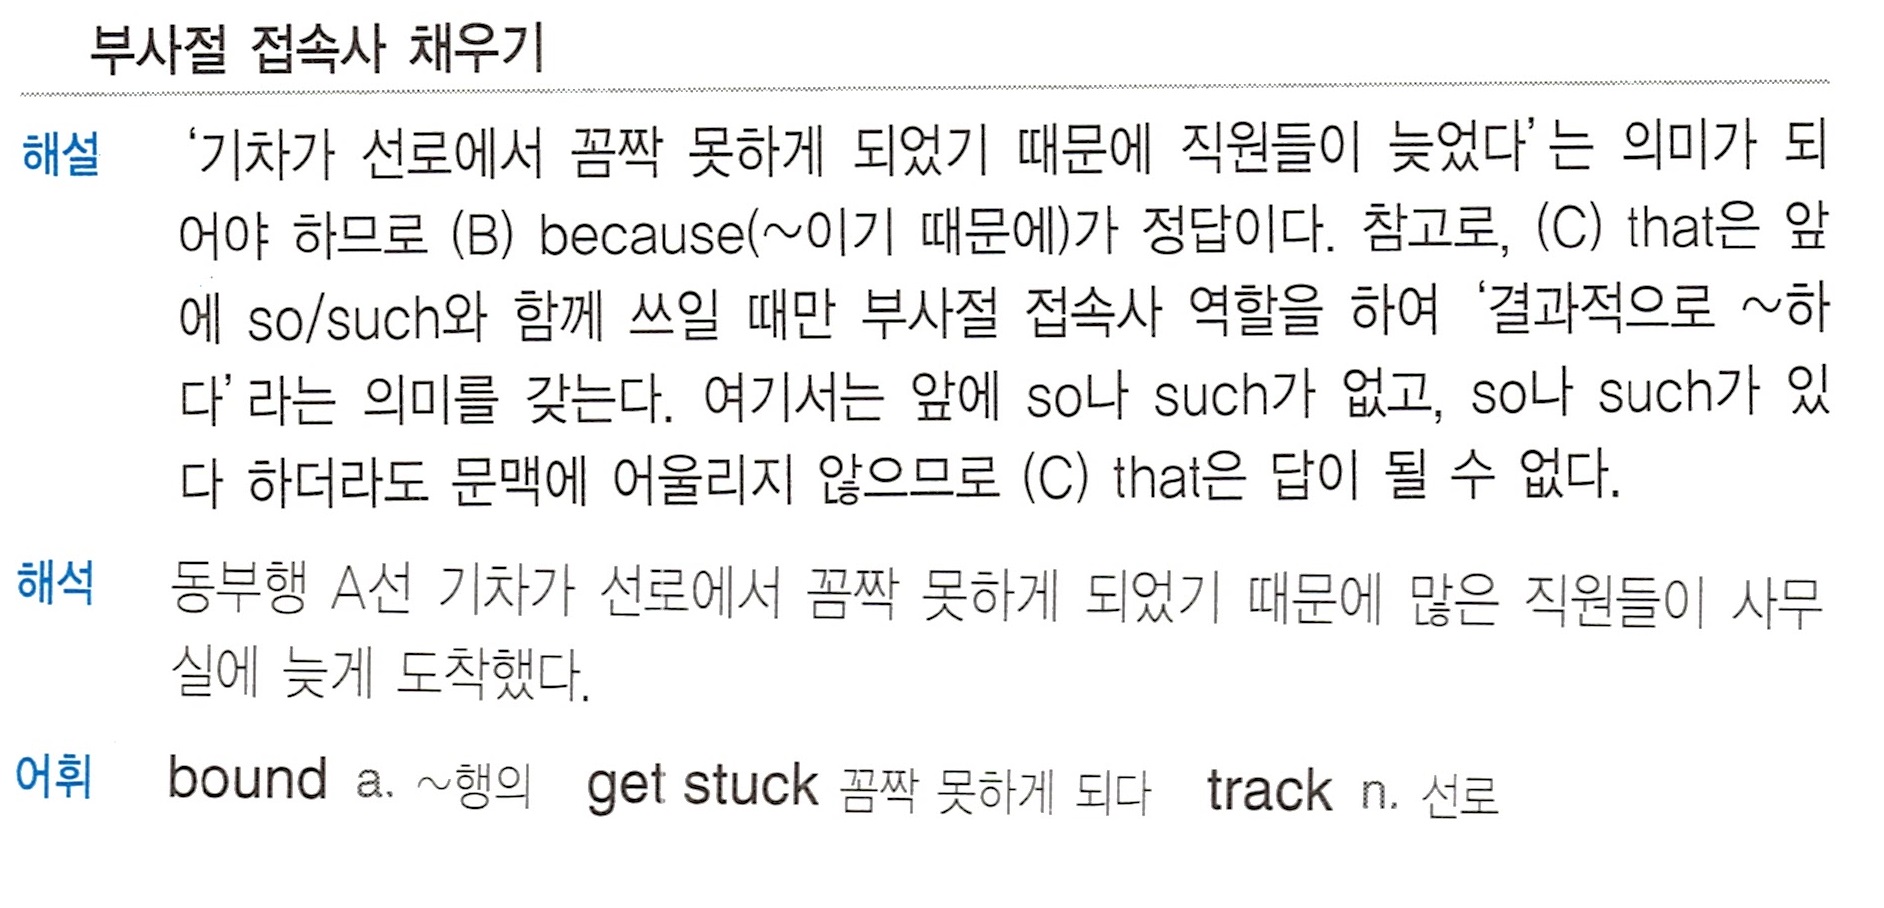 부사절 접속사 채우기
해설 ‘기차가 선로에서 꼼짝 못하게 되었기 때문에 직원들이 늦었다’는 의미가 되
어야 하므로 (B) because(~이기 때문에)가 정답이다. 참고로, (C) that은 앞
에 so/such와 함께 쓰일 때만 부사절 접속사 역할을 하여 ‘결과적으로 ~하
다’라는 의미를 갖는다. 여기서는 앞에 so나 such가 없고, so나 such가 있
다 하더라도 문맥에 어울리지 않으므로 (C) that은 답이 될 수 없다.
해석 동부행 A선 기차가 선로에서 꼼짝 못하게 되었기 때문에 많은 직원들이 사무
실에 늦게 도착했다.
어휘 bound a. ~행의 get stuck 꼼짝 못하게 되다 track n. 선로